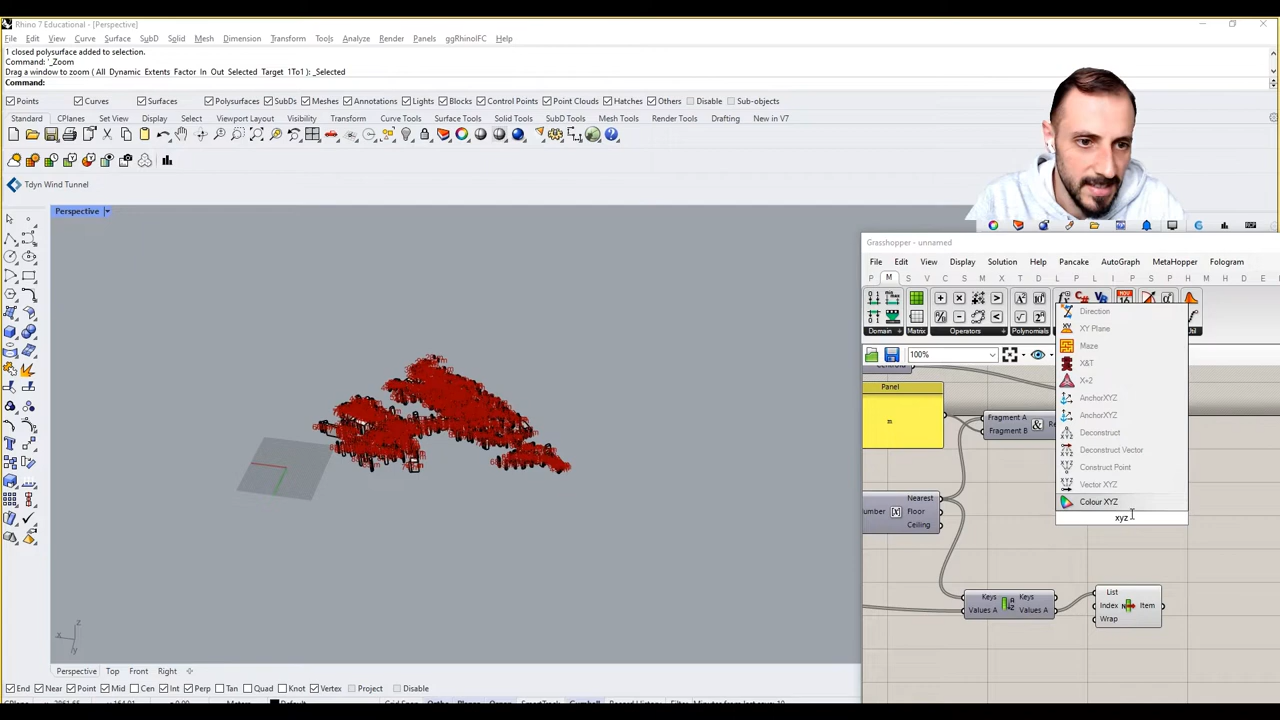 Rhino 7 Educational - [Perspective]
File Edit View Curve Surface SubD Solid Mesh Dimension Transform Tools Analyze Render Panels ggRhinoIFC Help
1 closed polysurface added to selection.
Command: '_Zoom
Drag a window to zoom ( All Dynamic Extents Factor In Out Selected Target 1To1 ): _Selected
Command:
Points Curves Surfaces Polysurfaces SubDs Meshes Annotations Lights Blocks Control Points Point Clouds Hatches Others Disable Sub-objects
Standard CPlanes Set View Display Select Viewport Layout Visibility Transform Curve Tools Surface Tools Solid Tools SubD Tools Mesh Tools Render Tools Drafting New in V7
Tdyn Wind Tunnel
Perspective
Grasshopper - unnamed
File Edit View Display Solution Help Pancake AutoGraph MetaHopper Fologram
P M S V C S M X T D L P M L I P H M S D E
Domain Matrix Operators Polynomials Util
100%
Direction
XY Plane
Maze
X&T
X+2
AnchorXYZ
AnchorXYZ
Deconstruct
Deconstruct Vector
Construct Point
Vector XYZ
Colour XYZ
xyz
Panel
m
Fragment A
Fragment B
Nearest
Floor
Ceiling
Keys Keys
Values A Values A
List
Index Item
Wrap
z
x
y
Perspective Top Front Right
End Near Point Mid Cen Int Perp Tan Quad Knot Vertex Project Disable